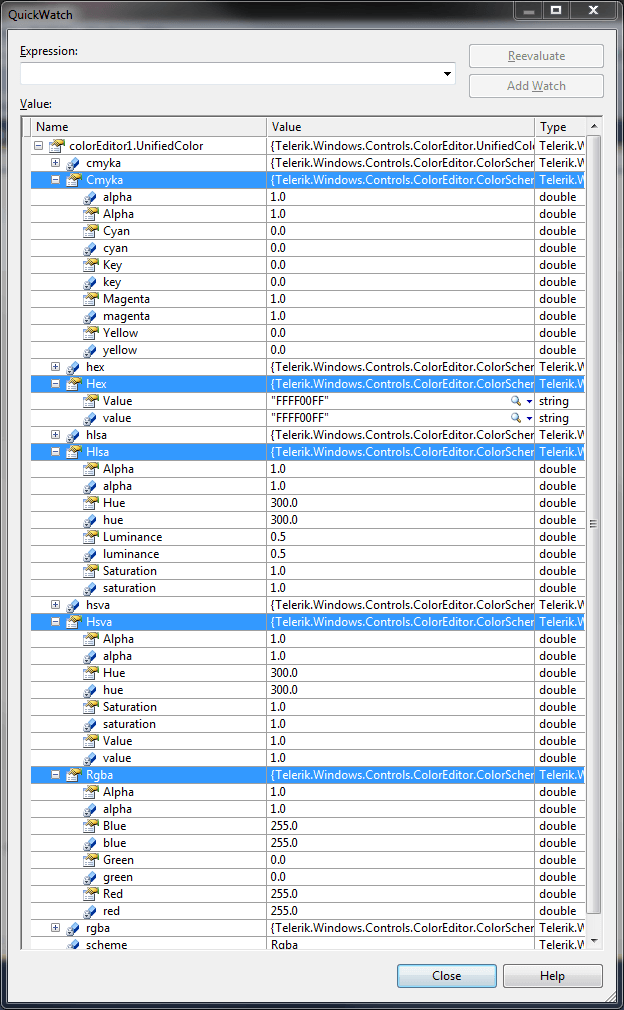 QuickWatch
Expression:
Reevaluate
Add Watch
Value:
Name Value Type
colorEditor1.UnifiedColor {Telerik.Windows.Controls.ColorEditor.UnifiedColo Telerik.W
cmyka {Telerik.Windows.Controls.ColorEditor.ColorScher Telerik.W
Cmyka {Telerik.Windows.Controls.ColorEditor.ColorScher Telerik.W
alpha 1.0 double
Alpha 1.0 double
Cyan 0.0 double
cyan 0.0 double
Key 0.0 double
key 0.0 double
Magenta 1.0 double
magenta 1.0 double
Yellow 0.0 double
yellow 0.0 double
hex {Telerik.Windows.Controls.ColorEditor.ColorScher Telerik.W
Hex {Telerik.Windows.Controls.ColorEditor.ColorScher Telerik.W
Value "FFFF00FF" string
value "FFFF00FF" string
hlsa {Telerik.Windows.Controls.ColorEditor.ColorScher Telerik.W
Hlsa {Telerik.Windows.Controls.ColorEditor.ColorScher Telerik.W
Alpha 1.0 double
alpha 1.0 double
Hue 300.0 double
hue 300.0 double
Luminance 0.5 double
luminance 0.5 double
Saturation 1.0 double
saturation 1.0 double
hsva {Telerik.Windows.Controls.ColorEditor.ColorScher Telerik.W
Hsva {Telerik.Windows.Controls.ColorEditor.ColorScher Telerik.W
Alpha 1.0 double
alpha 1.0 double
Hue 300.0 double
hue 300.0 double
Saturation 1.0 double
saturation 1.0 double
Value 1.0 double
value 1.0 double
Rgba {Telerik.Windows.Controls.ColorEditor.ColorScher Telerik.W
Alpha 1.0 double
alpha 1.0 double
Blue 255.0 double
blue 255.0 double
Green 0.0 double
green 0.0 double
Red 255.0 double
red 255.0 double
rgba {Telerik.Windows.Controls.ColorEditor.ColorScher Telerik.W
scheme Rgba Telerik.W
Close Help